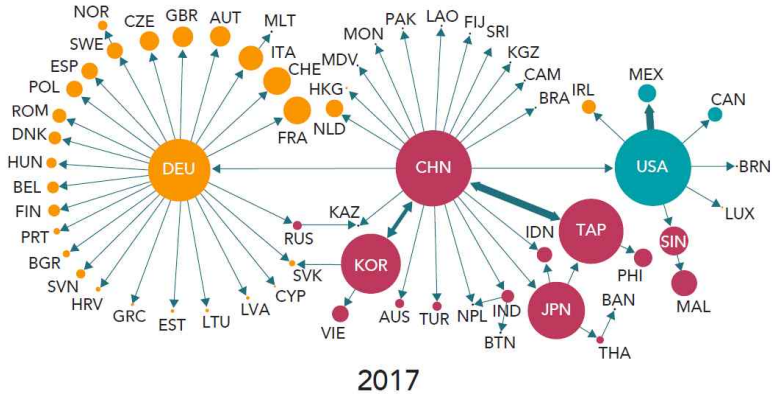 NOR
CZE
GBR
AUT
MLT
SWE
ITA
ESP
CHE
POL
ROM
FRA
DNK
HUN
DEU
BEL
FIN
PRT
BGR
SVN
HRV
GRC
EST
LTU
LVA
CYP
SVK
RUS
KAZ
MON
PAK
LAO
FIJ
SRI
MDV
KGZ
HKG
CAM
NLD
BRA
CHN
KOR
VIE
AUS
TUR
NPL
IND
BTN
IDN
JPN
TAP
PHI
BAN
THA
IRL
MEX
CAN
USA
BRN
LUX
SIN
MAL
2017